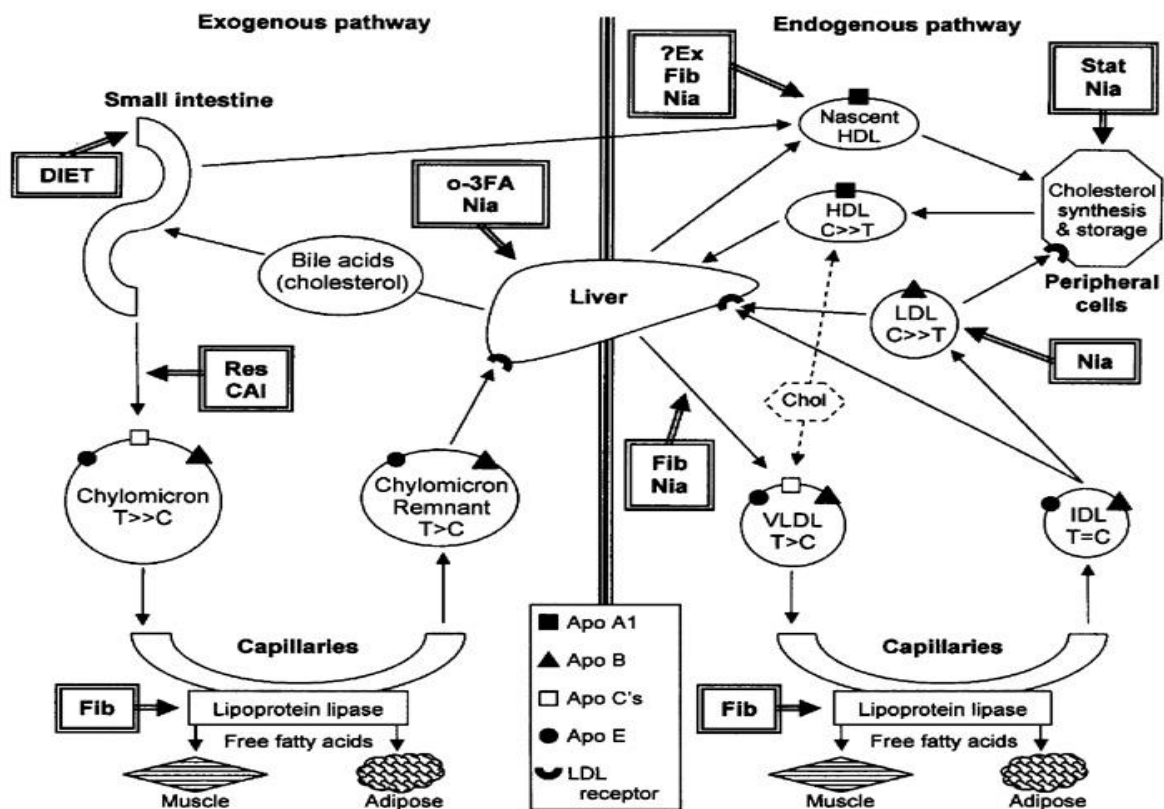 Exogenous pathway
Endogenous pathway
Small intestine
DIET
o-3FA
Nia
?Ex
Fib
Nia
Stat
Nia
Nascent
HDL
HDL
C>>T
Cholesterol
synthesis
& storage
Peripheral
cells
Bile acids
(cholesterol)
Liver
LDL
C>>T
Nia
Res
CAI
Chol
Fib
Nia
Chylomicron
T>>C
Chylomicron
Remnant
T>C
VLDL
T>C
IDL
T=C
Capillaries
Fib
Lipoprotein lipase
Free fatty acids
Muscle
Adipose
Apo A1
Apo B
Apo C's
Apo E
LDL
receptor
Capillaries
Fib
Lipoprotein lipase
Free fatty acids
Muscle
Adipose